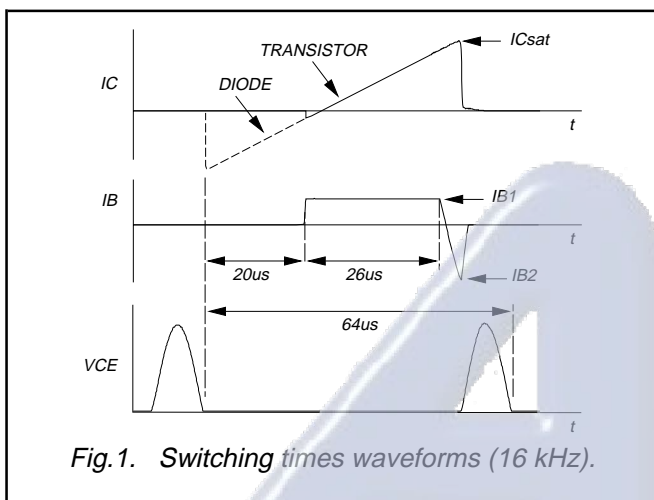 ICsat
TRANSISTOR
IC
DIODE
t
IB
IB1
t
20us
26us
IB2
64us
VCE
t
Fig.1. Switching times waveforms (16 kHz).